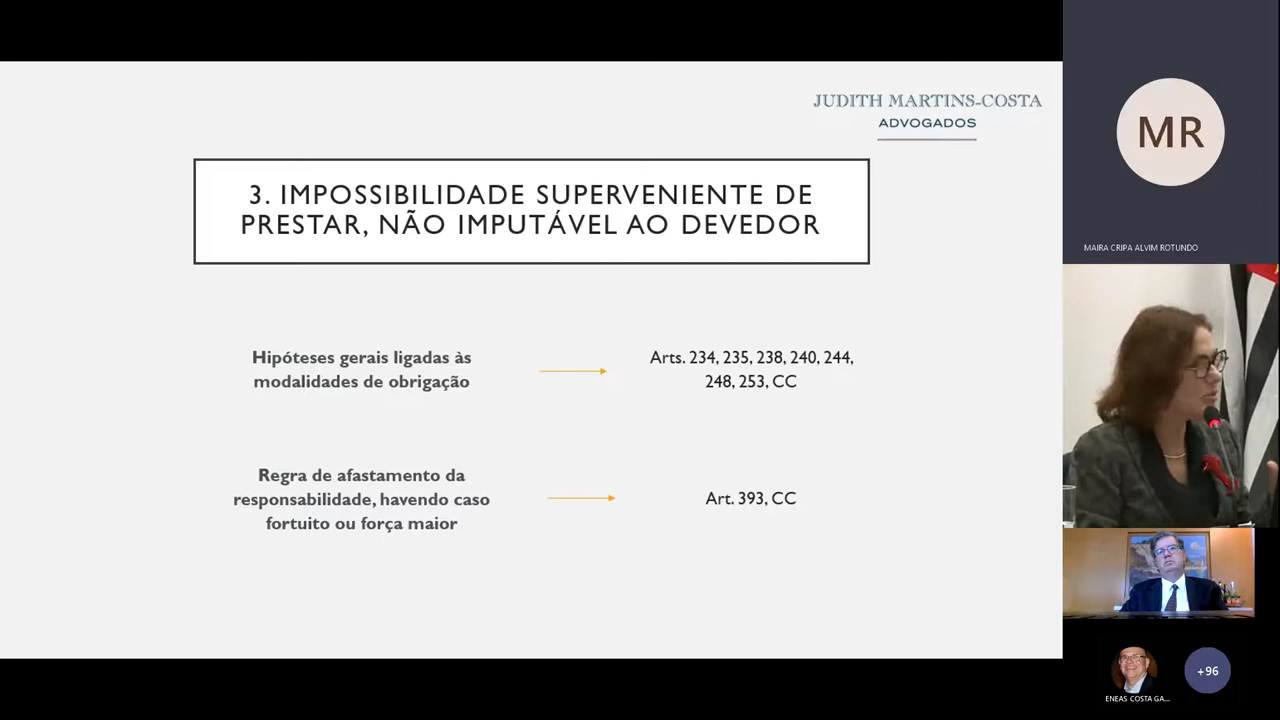 JUDITH MARTINS-COSTA
ADVOGADOS
3. IMPOSSIBILIDADE SUPERVENIENTE DE
PRESTAR, NÃO IMPUTÁVEL AO DEVEDOR
Hipóteses gerais ligadas às
modalidades de obrigação
Arts. 234, 235, 238, 240, 244,
248, 253, CC
Regra de afastamento da
responsabilidade, havendo caso
fortuito ou força maior
Art. 393, CC
MR
MAIRA CRIPA ALVIM ROTUNDO
ENEAS COSTA GA...
+96